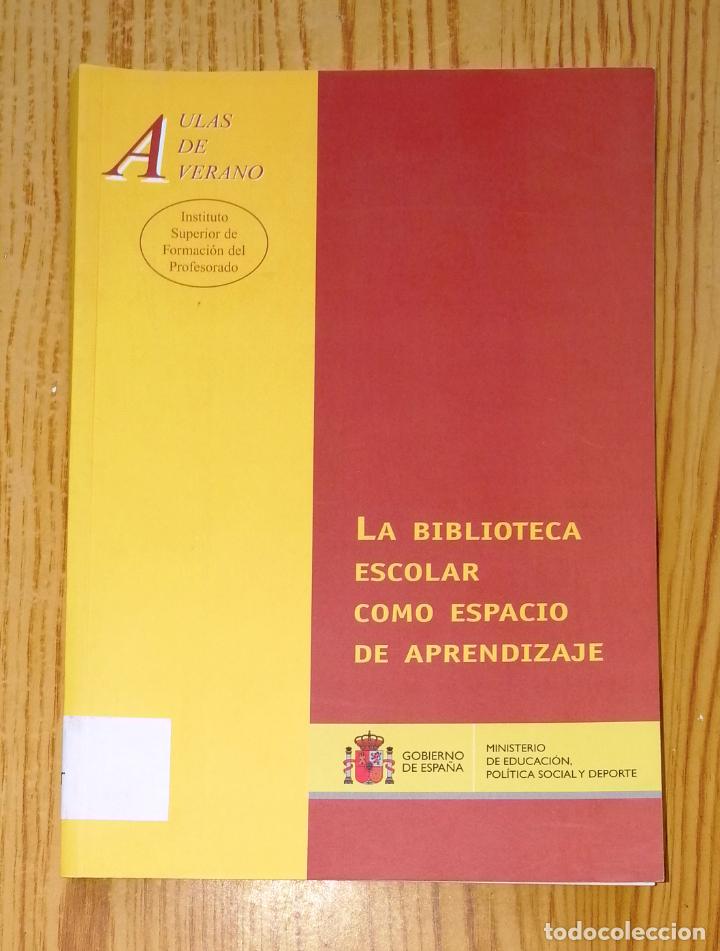 AULAS
DE
VERANO
Instituto
Superior de
Formación del
Profesorado
LA BIBLIOTECA
ESCOLAR
COMO ESPACIO
DE APRENDIZAJE
GOBIERNO
DE ESPAÑA
MINISTERIO
DE EDUCACIÓN,
POLÍTICA SOCIAL Y DEPORTE
todocoleccion